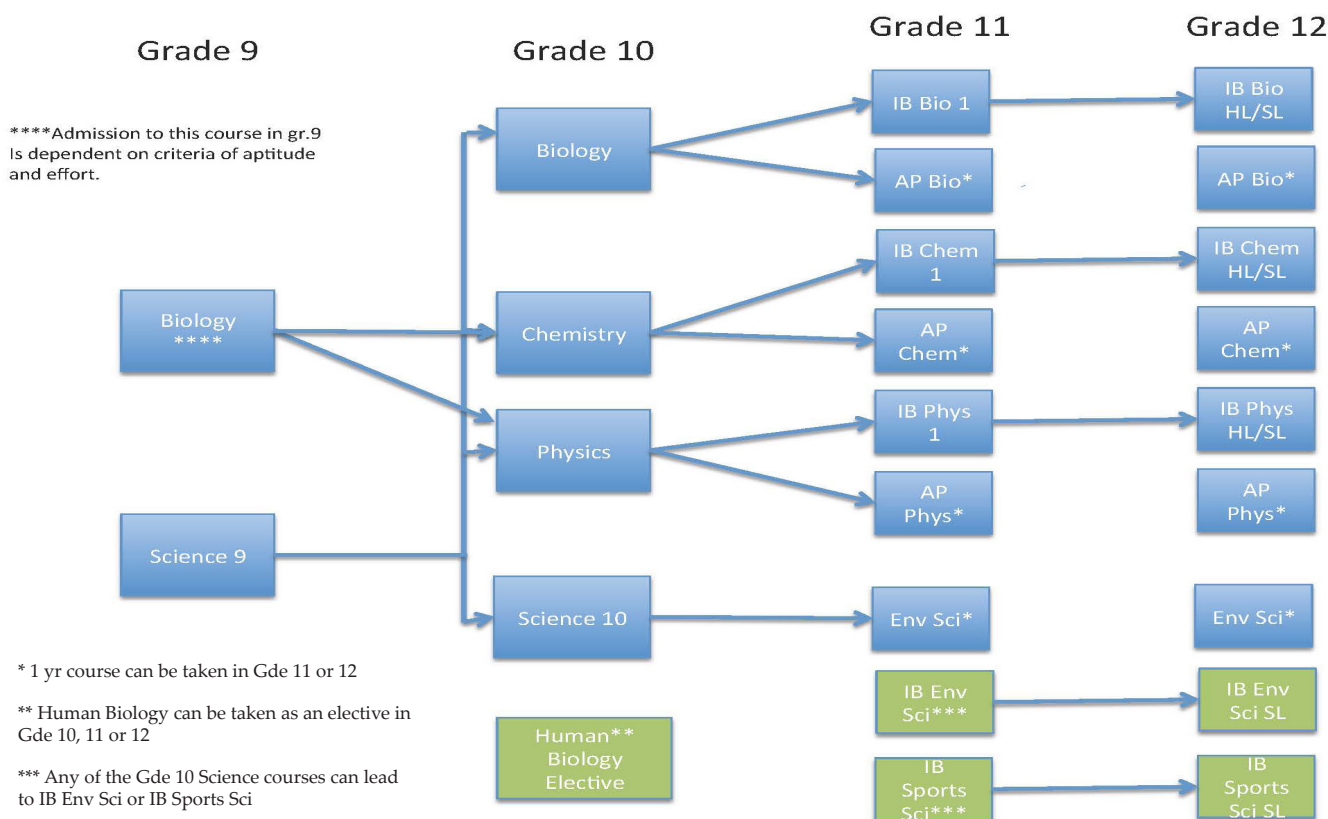 Grade 9
Grade 10
Grade 11
Grade 12
****Admission to this course in gr.9
Is dependent on criteria of aptitude
and effort.
Biology
****
Science 9
Biology
Chemistry
Physics
Science 10
Human**
Biology
Elective
IB Bio 1
AP Bio*
IB Chem
1
AP
Chem*
IB Phys
1
AP
Phys*
Env Sci*
IB Env
Sci***
IB
Sports
Sci***
IB Bio
HL/SL
AP Bio*
IB Chem
HL/SL
AP
Chem*
IB Phys
HL/SL
AP
Phys*
Env Sci*
IB Env
Sci SL
IB
Sports
Sci SL
* 1 yr course can be taken in Gde 11 or 12
** Human Biology can be taken as an elective in
Gde 10, 11 or 12
*** Any of the Gde 10 Science courses can lead
to IB Env Sci or IB Sports Sci